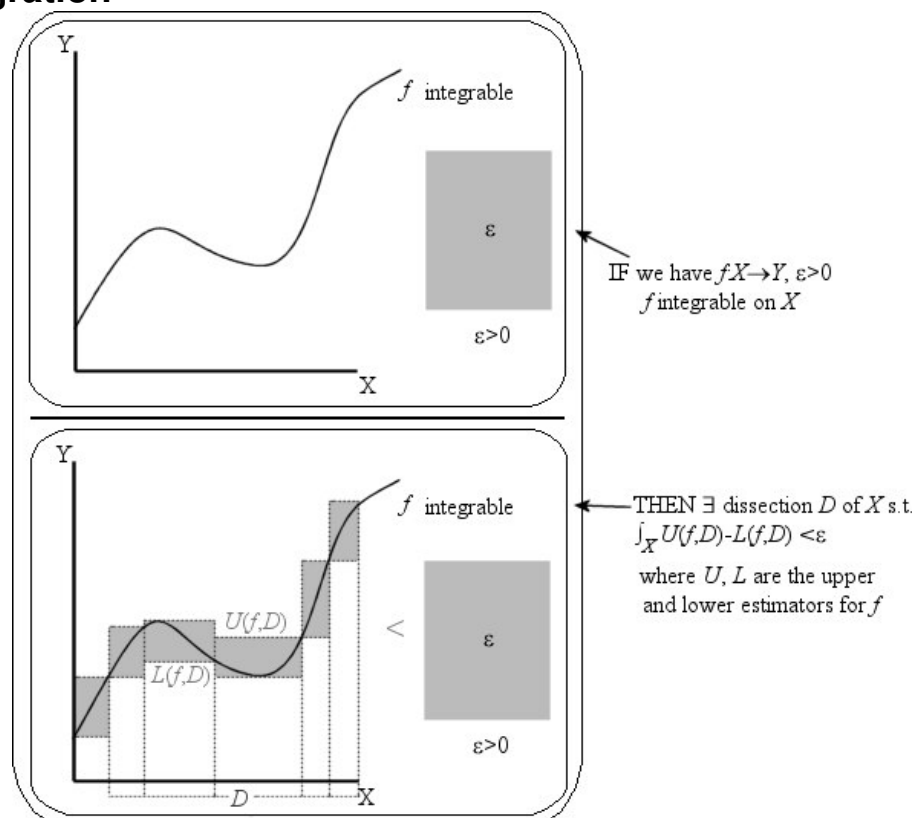 gration
Y
f integrable
ε
ε>0
X
IF we have f X→Y, ε>0
f integrable on X
Y
f integrable
U(f,D)
L(f,D)
<
ε
ε>0
D
X
THEN ∃ dissection D of X s.t.
∫X U(f,D)-L(f,D) <ε
where U, L are the upper
and lower estimators for f